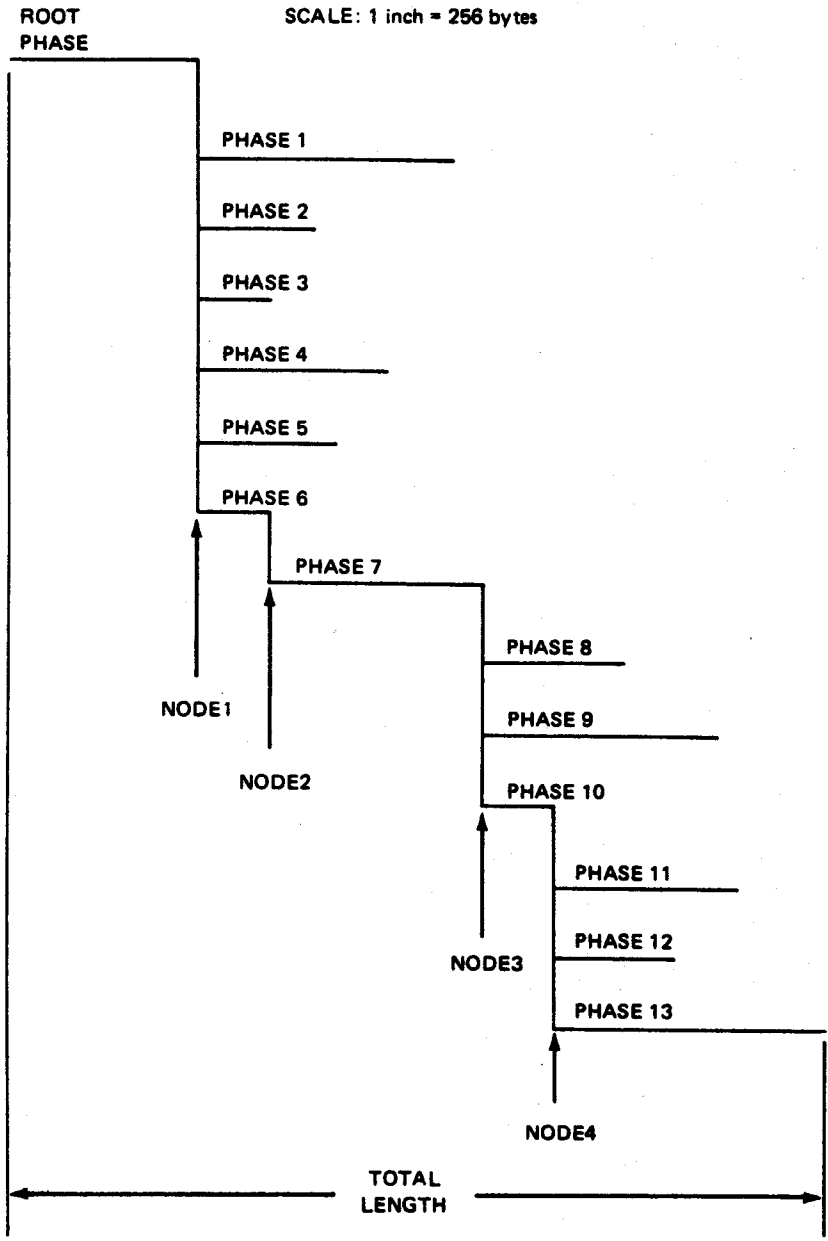 ROOT
PHASE
SCALE: 1 inch = 256 bytes
PHASE 1
PHASE 2
PHASE 3
PHASE 4
PHASE 5
PHASE 6
PHASE 7
PHASE 8
NODE1
PHASE 9
NODE2
PHASE 10
PHASE 11
PHASE 12
NODE3
PHASE 13
NODE4
TOTAL
LENGTH